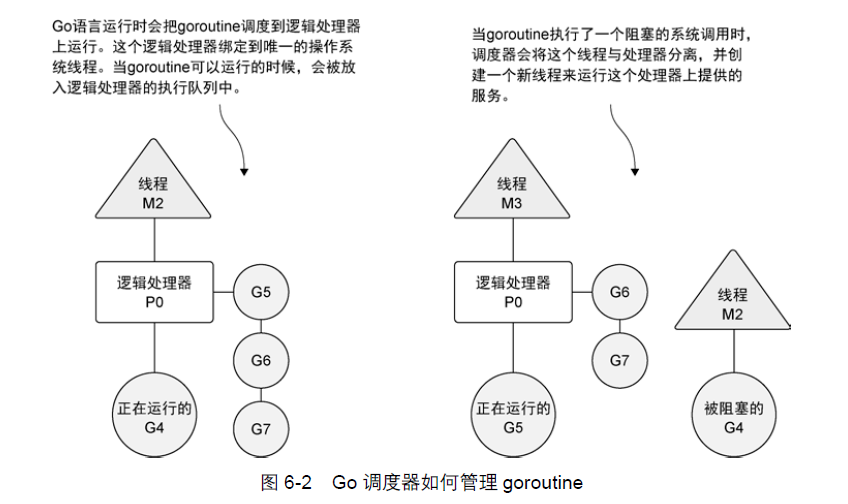 Go语言运行时会把goroutine调度到逻辑处理器
上运行。这个逻辑处理器绑定到唯一的操作系
统线程。当goroutine可以运行的时候，会被放
入逻辑处理器的执行队列中。
当goroutine执行了一个阻塞的系统调用时，
调度器会将这个线程与处理器分离，并创
建一个新线程来运行这个处理器上提供的
服务。
线程
M2
逻辑处理器
P0
G5
G6
G7
正在运行的
G4
线程
M3
逻辑处理器
P0
G6
G7
正在运行的
G5
线程
M2
被阻塞的
G4
图 6-2 Go 调度器如何管理 goroutine